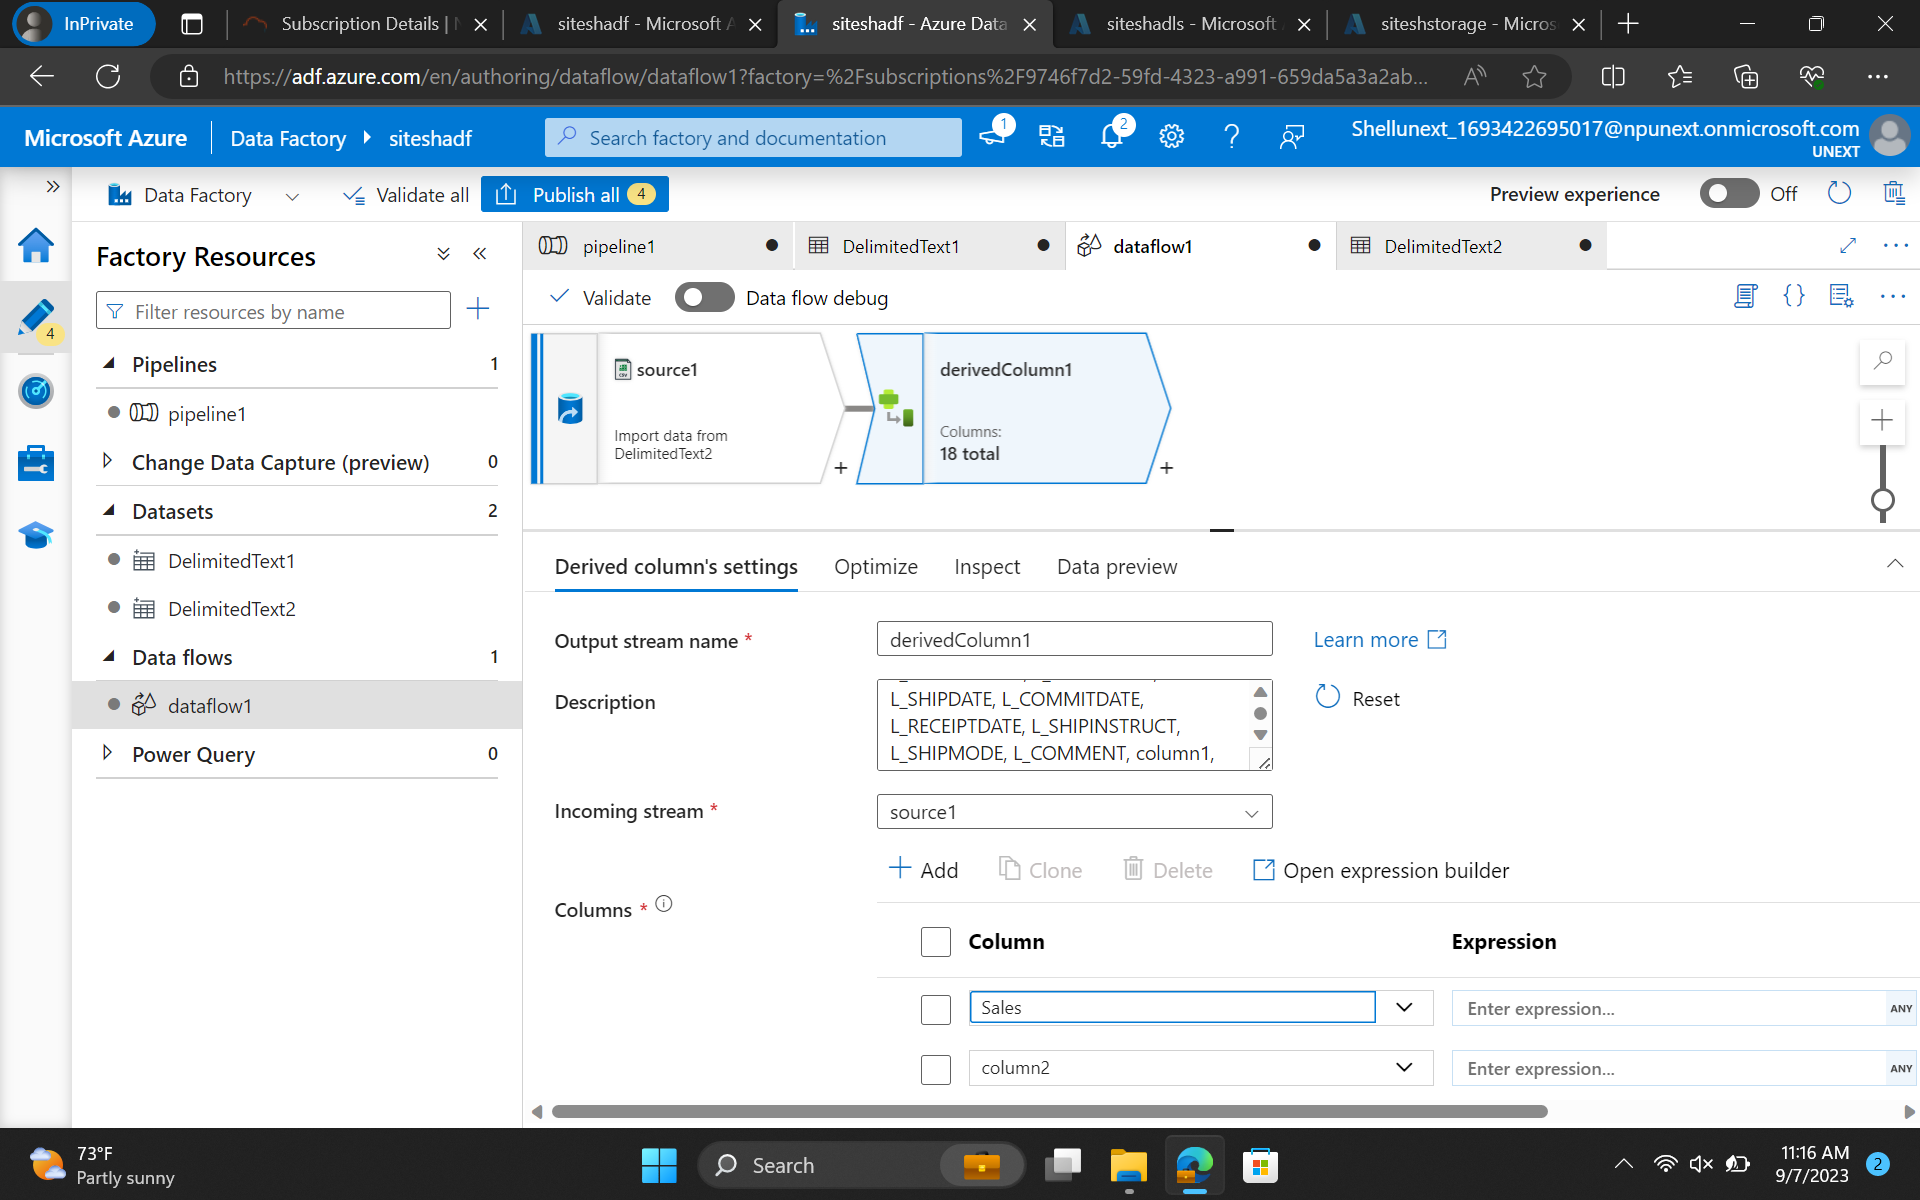 InPrivate
Subscription Details |
siteshadf - Microsoft A
siteshadf - Azure Data
siteshadls - Microsoft
siteshstorage - Micros
https://adf.azure.com/en/authoring/dataflow/dataflow1?factory=%2Fsubscriptions%2F9746f7d2-59fd-4323-a991-659da5a3a2ab...
Microsoft Azure
Data Factory
siteshadf
Search factory and documentation
1
2
Shellunext_1693422695017@npunext.onmicrosoft.com
UNEXT
Data Factory
Validate all
Publish all 4
Preview experience
Off
Factory Resources
pipeline1
DelimitedText1
dataflow1
DelimitedText2
Filter resources by name
4
Validate
Data flow debug
Pipelines 1
pipeline1
Change Data Capture (preview) 0
Datasets 2
DelimitedText1
DelimitedText2
Data flows 1
dataflow1
Power Query 0
source1
Import data from
DelimitedText2
+
derivedColumn1
Columns:
18 total
+
Derived column's settings
Optimize
Inspect
Data preview
Output stream name *
derivedColumn1
Learn more
Description
L_SHIPDATE, L_COMMITDATE,
L_RECEIPTDATE, L_SHIPINSTRUCT,
L_SHIPMODE, L_COMMENT, column1,
Reset
Incoming stream *
source1
Add
Clone
Delete
Open expression builder
Columns *
Column
Expression
Sales
Enter expression...
ANY
column2
Enter expression...
ANY
73°F
Partly sunny
Search
11:16 AM
9/7/2023
2